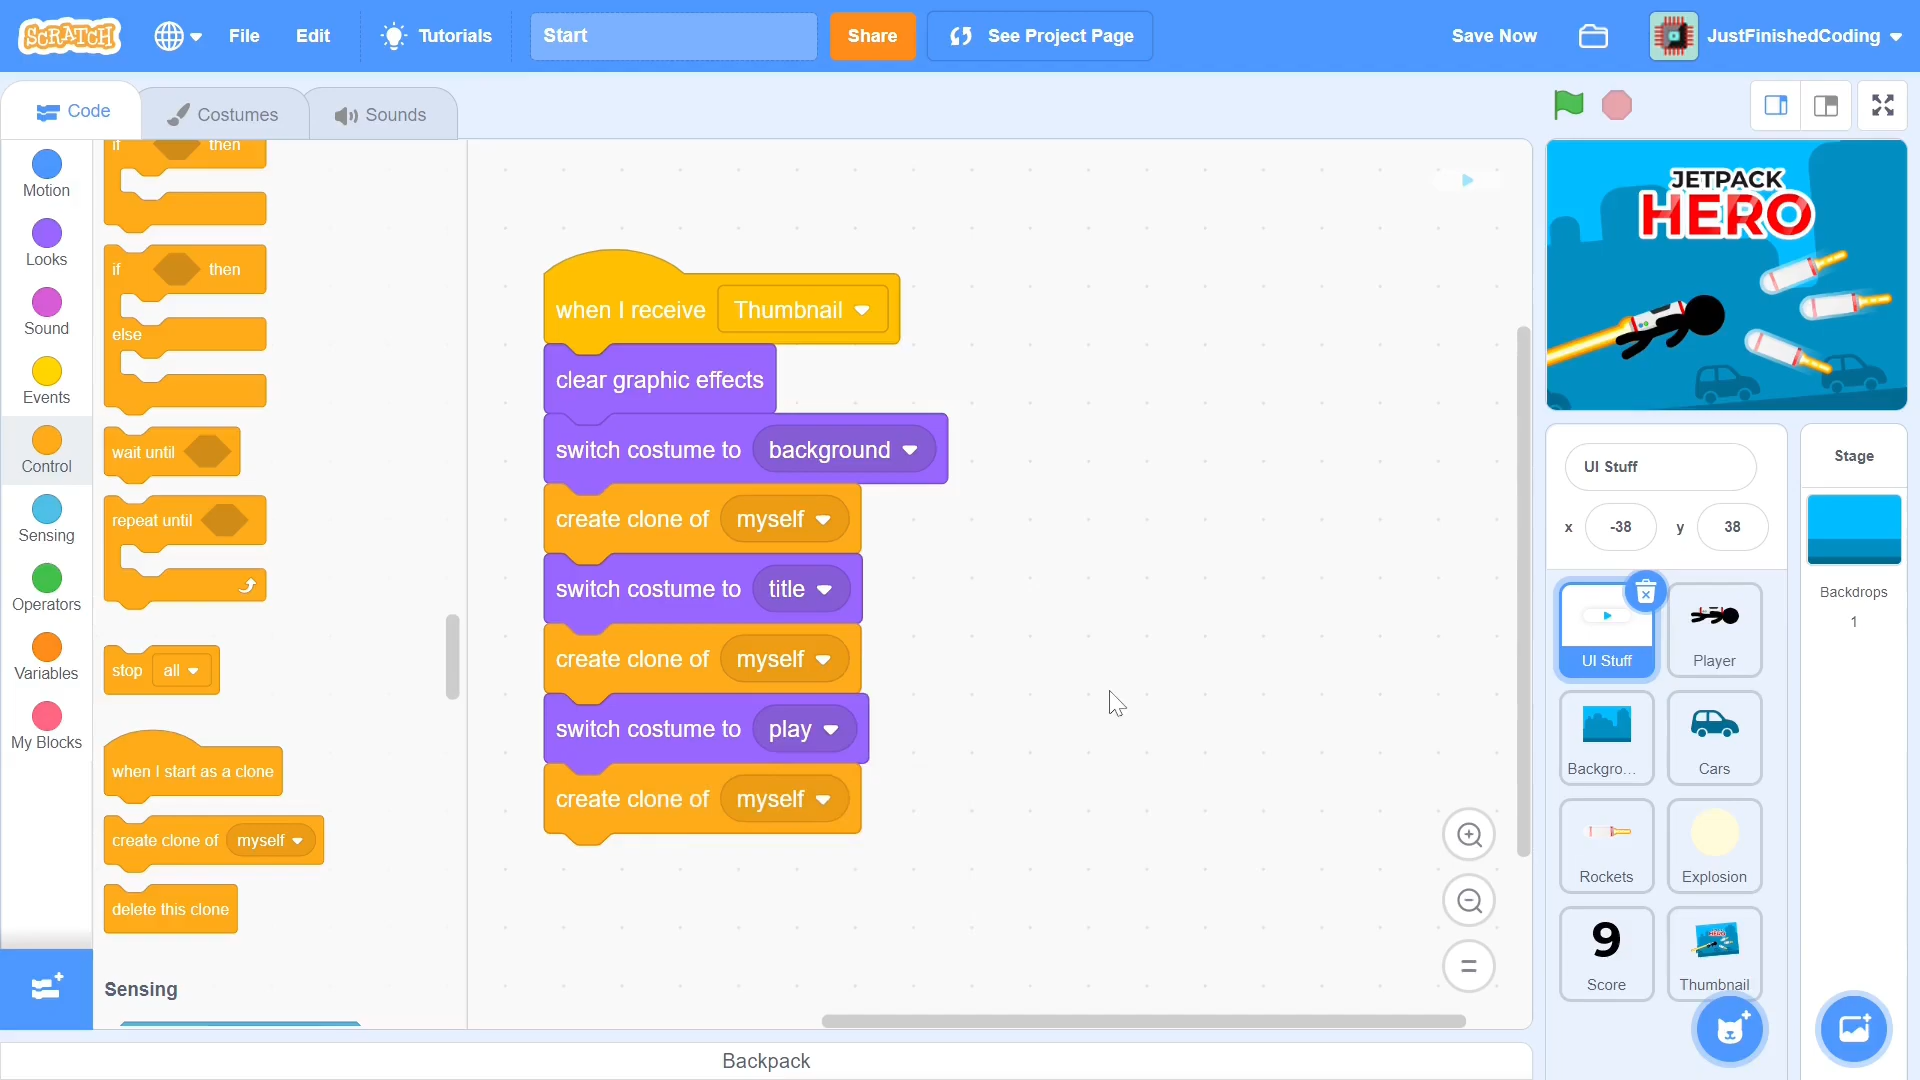 SCRATCH
File
Edit
Tutorials
Start
Share
See Project Page
Save Now
JustFinishedCoding
Code
Costumes
Sounds
Motion
Looks
Sound
Events
Control
Sensing
Operators
Variables
My Blocks
if then
if then
else
wait until
repeat until
stop all
when I start as a clone
create clone of myself
delete this clone
Sensing
when I receive Thumbnail
clear graphic effects
switch costume to background
create clone of myself
switch costume to title
create clone of myself
switch costume to play
create clone of myself
Backpack
JETPACK
HERO
UI Stuff
x -38 y 38
UI Stuff
Player
Backgro...
Cars
Rockets
Explosion
9
Score
HERO
Thumbnail
Stage
Backdrops
1